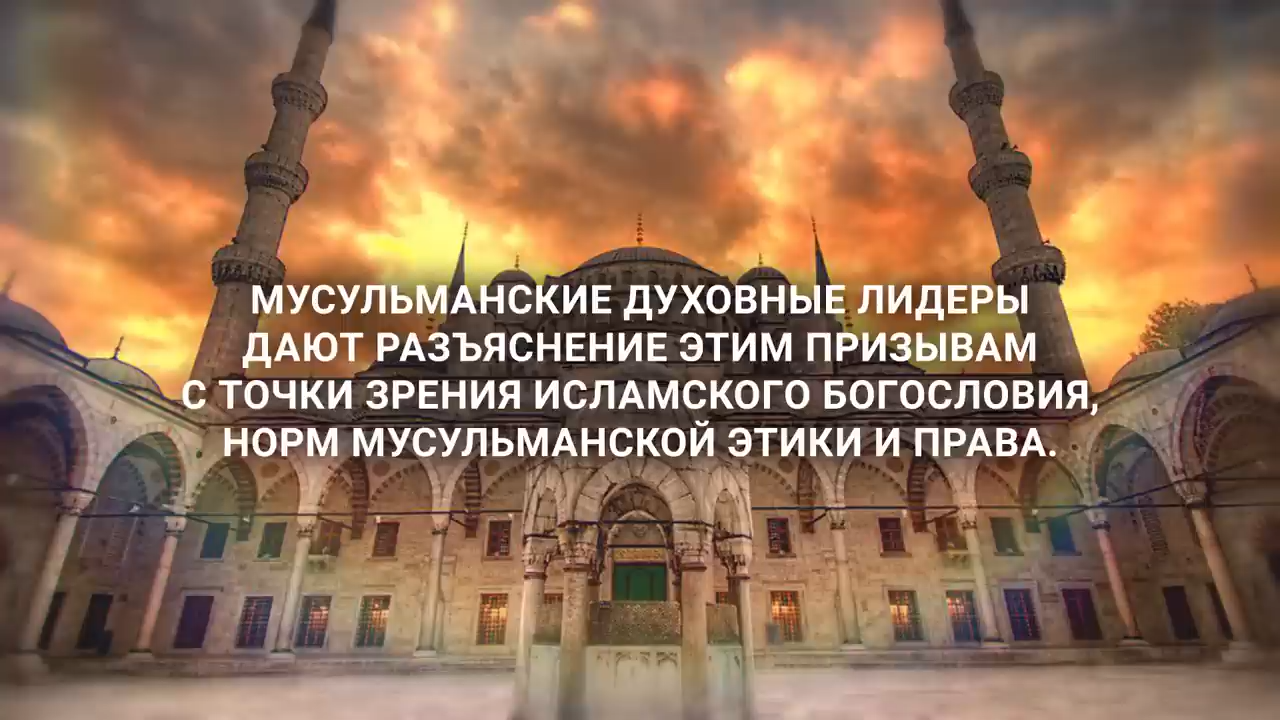 МУСУЛЬМАНСКИЕ ДУХОВНЫЕ ЛИДЕРЫ
ДАЮТ РАЗЪЯСНЕНИЕ ЭТИМ ПРИЗЫВАМ
С ТОЧКИ ЗРЕНИЯ ИСЛАМСКОГО БОГОСЛОВИЯ,
НОРМ МУСУЛЬМАНСКОЙ ЭТИКИ И ПРАВА.